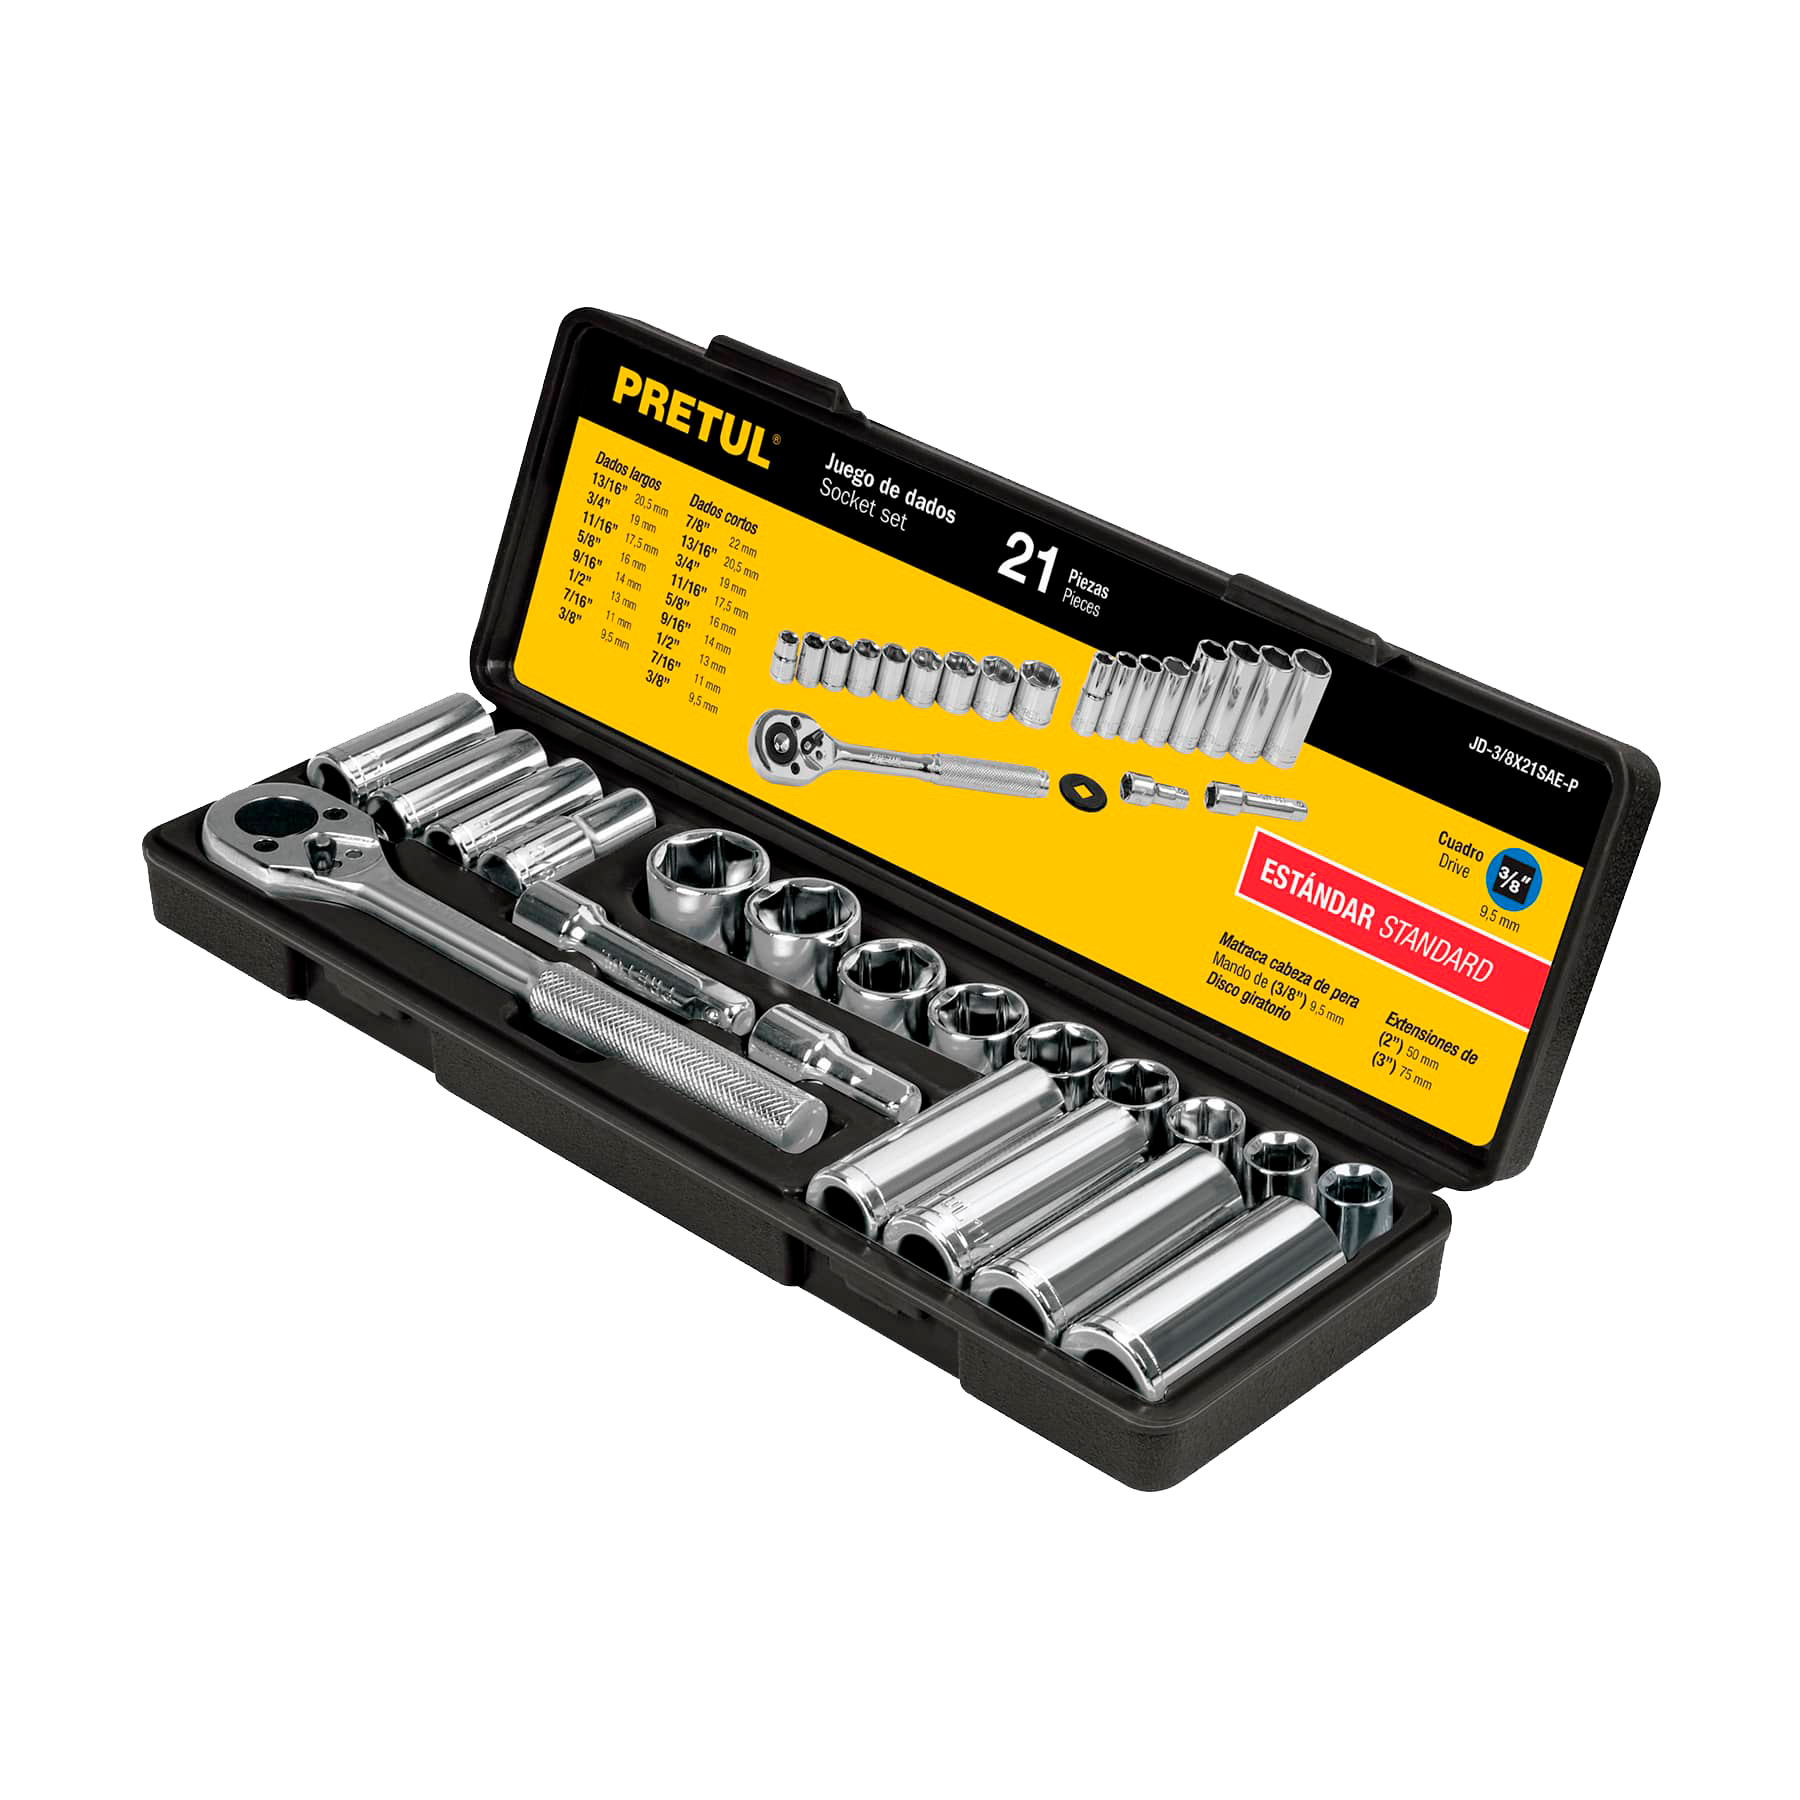 PRETUL®
Juego de dados
Socket set
21 Piezas
Pieces
JD-3/8X21SAE-P
Dados largos
13/16" 20,5 mm
3/4" 19 mm
11/16" 17,5 mm
5/8" 16 mm
9/16" 14 mm
1/2" 13 mm
7/16" 11 mm
3/8" 9,5 mm
Dados cortos
7/8" 22 mm
13/16" 20,5 mm
3/4" 19 mm
11/16" 17,5 mm
5/8" 16 mm
9/16" 14 mm
1/2" 13 mm
7/16" 11 mm
3/8" 9,5 mm
Cuadro
Drive
3/8"
9,5 mm
ESTÁNDAR STANDARD
Matraca cabeza de pera
Mando de (3/8") 9,5 mm
Disco giratorio
Extensiones de
(2") 50 mm
(3") 75 mm